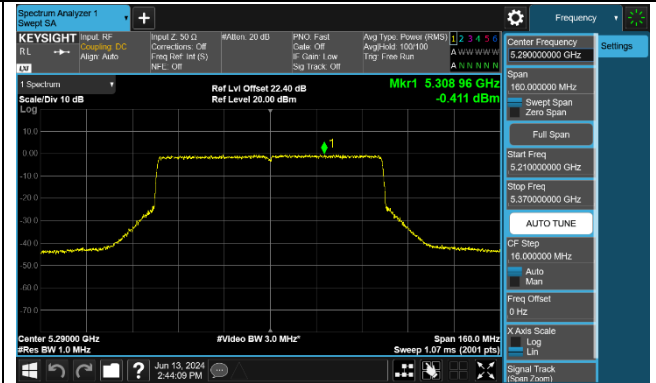 Spectrum Analyzer 1
Swept SA
+
Frequency
KEYSIGHT
RL
LXI
Input: RF
Coupling: DC
Align: Auto
Input Z: 50 Ω
Corrections: Off
Freq Ref: Int (S)
NFE: Off
#Atten: 20 dB
PNO: Fast
Gate: Off
IF Gain: Low
Sig Track: Off
Avg Type: Power (RMS)
Avg|Hold: 100/100
Trig: Free Run
1 2 3 4 5 6
A W W W W W
A N N N N N
1 Spectrum
Scale/Div 10 dB
Log
Ref Lvl Offset 22.40 dB
Ref Level 20.00 dBm
Mkr1 5.308 96 GHz
-0.411 dBm
10.0
0.00
-10.0
-20.0
-30.0
-40.0
-50.0
-60.0
-70.0
1
Center 5.29000 GHz
#Res BW 1.0 MHz
#Video BW 3.0 MHz*
Span 160.0 MHz
Sweep 1.07 ms (2001 pts)
Jun 13, 2024
2:44:09 PM
?
Center Frequency
5.290000000 GHz
Settings
Span
160.000000 MHz
Swept Span
Zero Span
Full Span
Start Freq
5.210000000 GHz
Stop Freq
5.370000000 GHz
AUTO TUNE
CF Step
16.000000 MHz
Auto
Man
Freq Offset
0 Hz
X Axis Scale
Log
Lin
Signal Track
(Span Zoom)